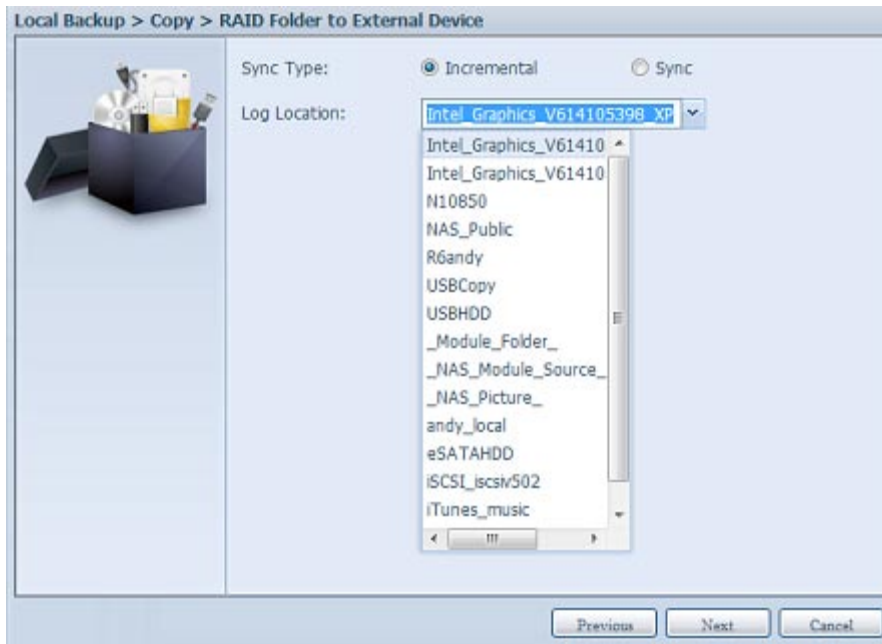 Local Backup > Copy > RAID Folder to External Device
Sync Type: Incremental Sync
Log Location: Intel_Graphics_V614105398_XP
Intel_Graphics_V61410
Intel_Graphics_V61410
N10850
NAS_Public
R6andy
USBCopy
USBHDD
_Module_Folder_
_NAS_Module_Source_
_NAS_Picture_
andy_local
eSATAHDD
iSCSI_iscsiv502
iTunes_music
Previous Next Cancel